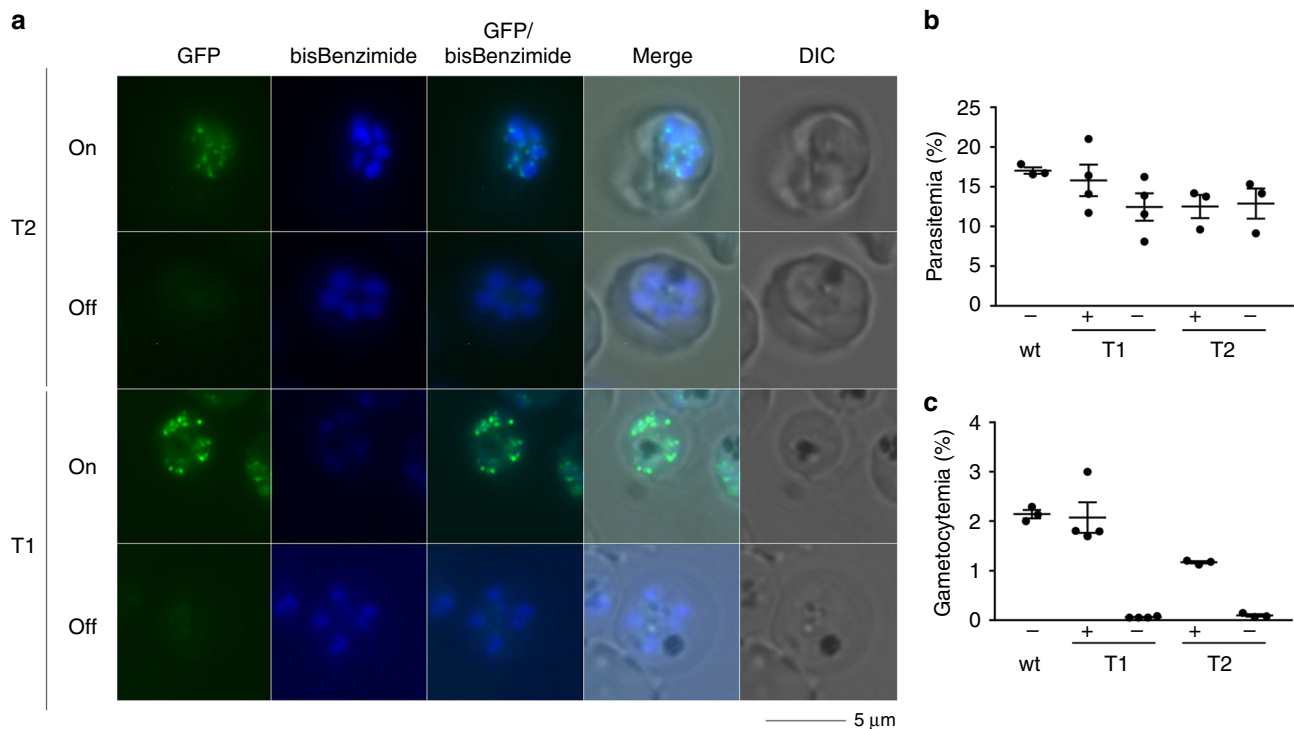 a
GFP
bisBenzimide
GFP/
bisBenzimide
Merge
DIC
T2
On
Off
T1
On
Off
5 μm
b
Parasitemia (%)
25
20
15
10
5
0
− + − + −
wt T1 T2
c
Gametocytemia (%)
4
3
2
1
0
− + − + −
wt T1 T2